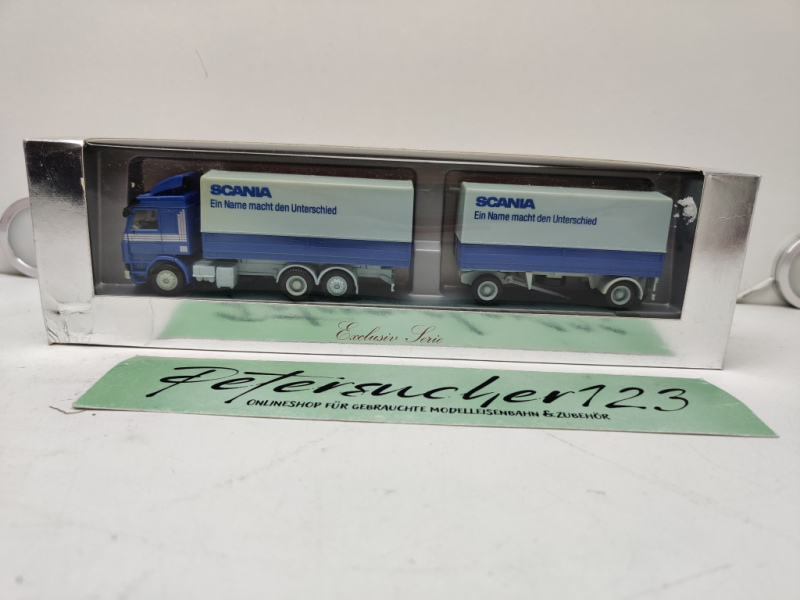 SCANIA
Ein Name macht den Unterschied
SCANIA
Ein Name macht den Unterschied
Exclusiv Serie
Petersucher123
ONLINESHOP FÜR GEBRAUCHTE MODELLEISENBAHN & ZUBEHÖR